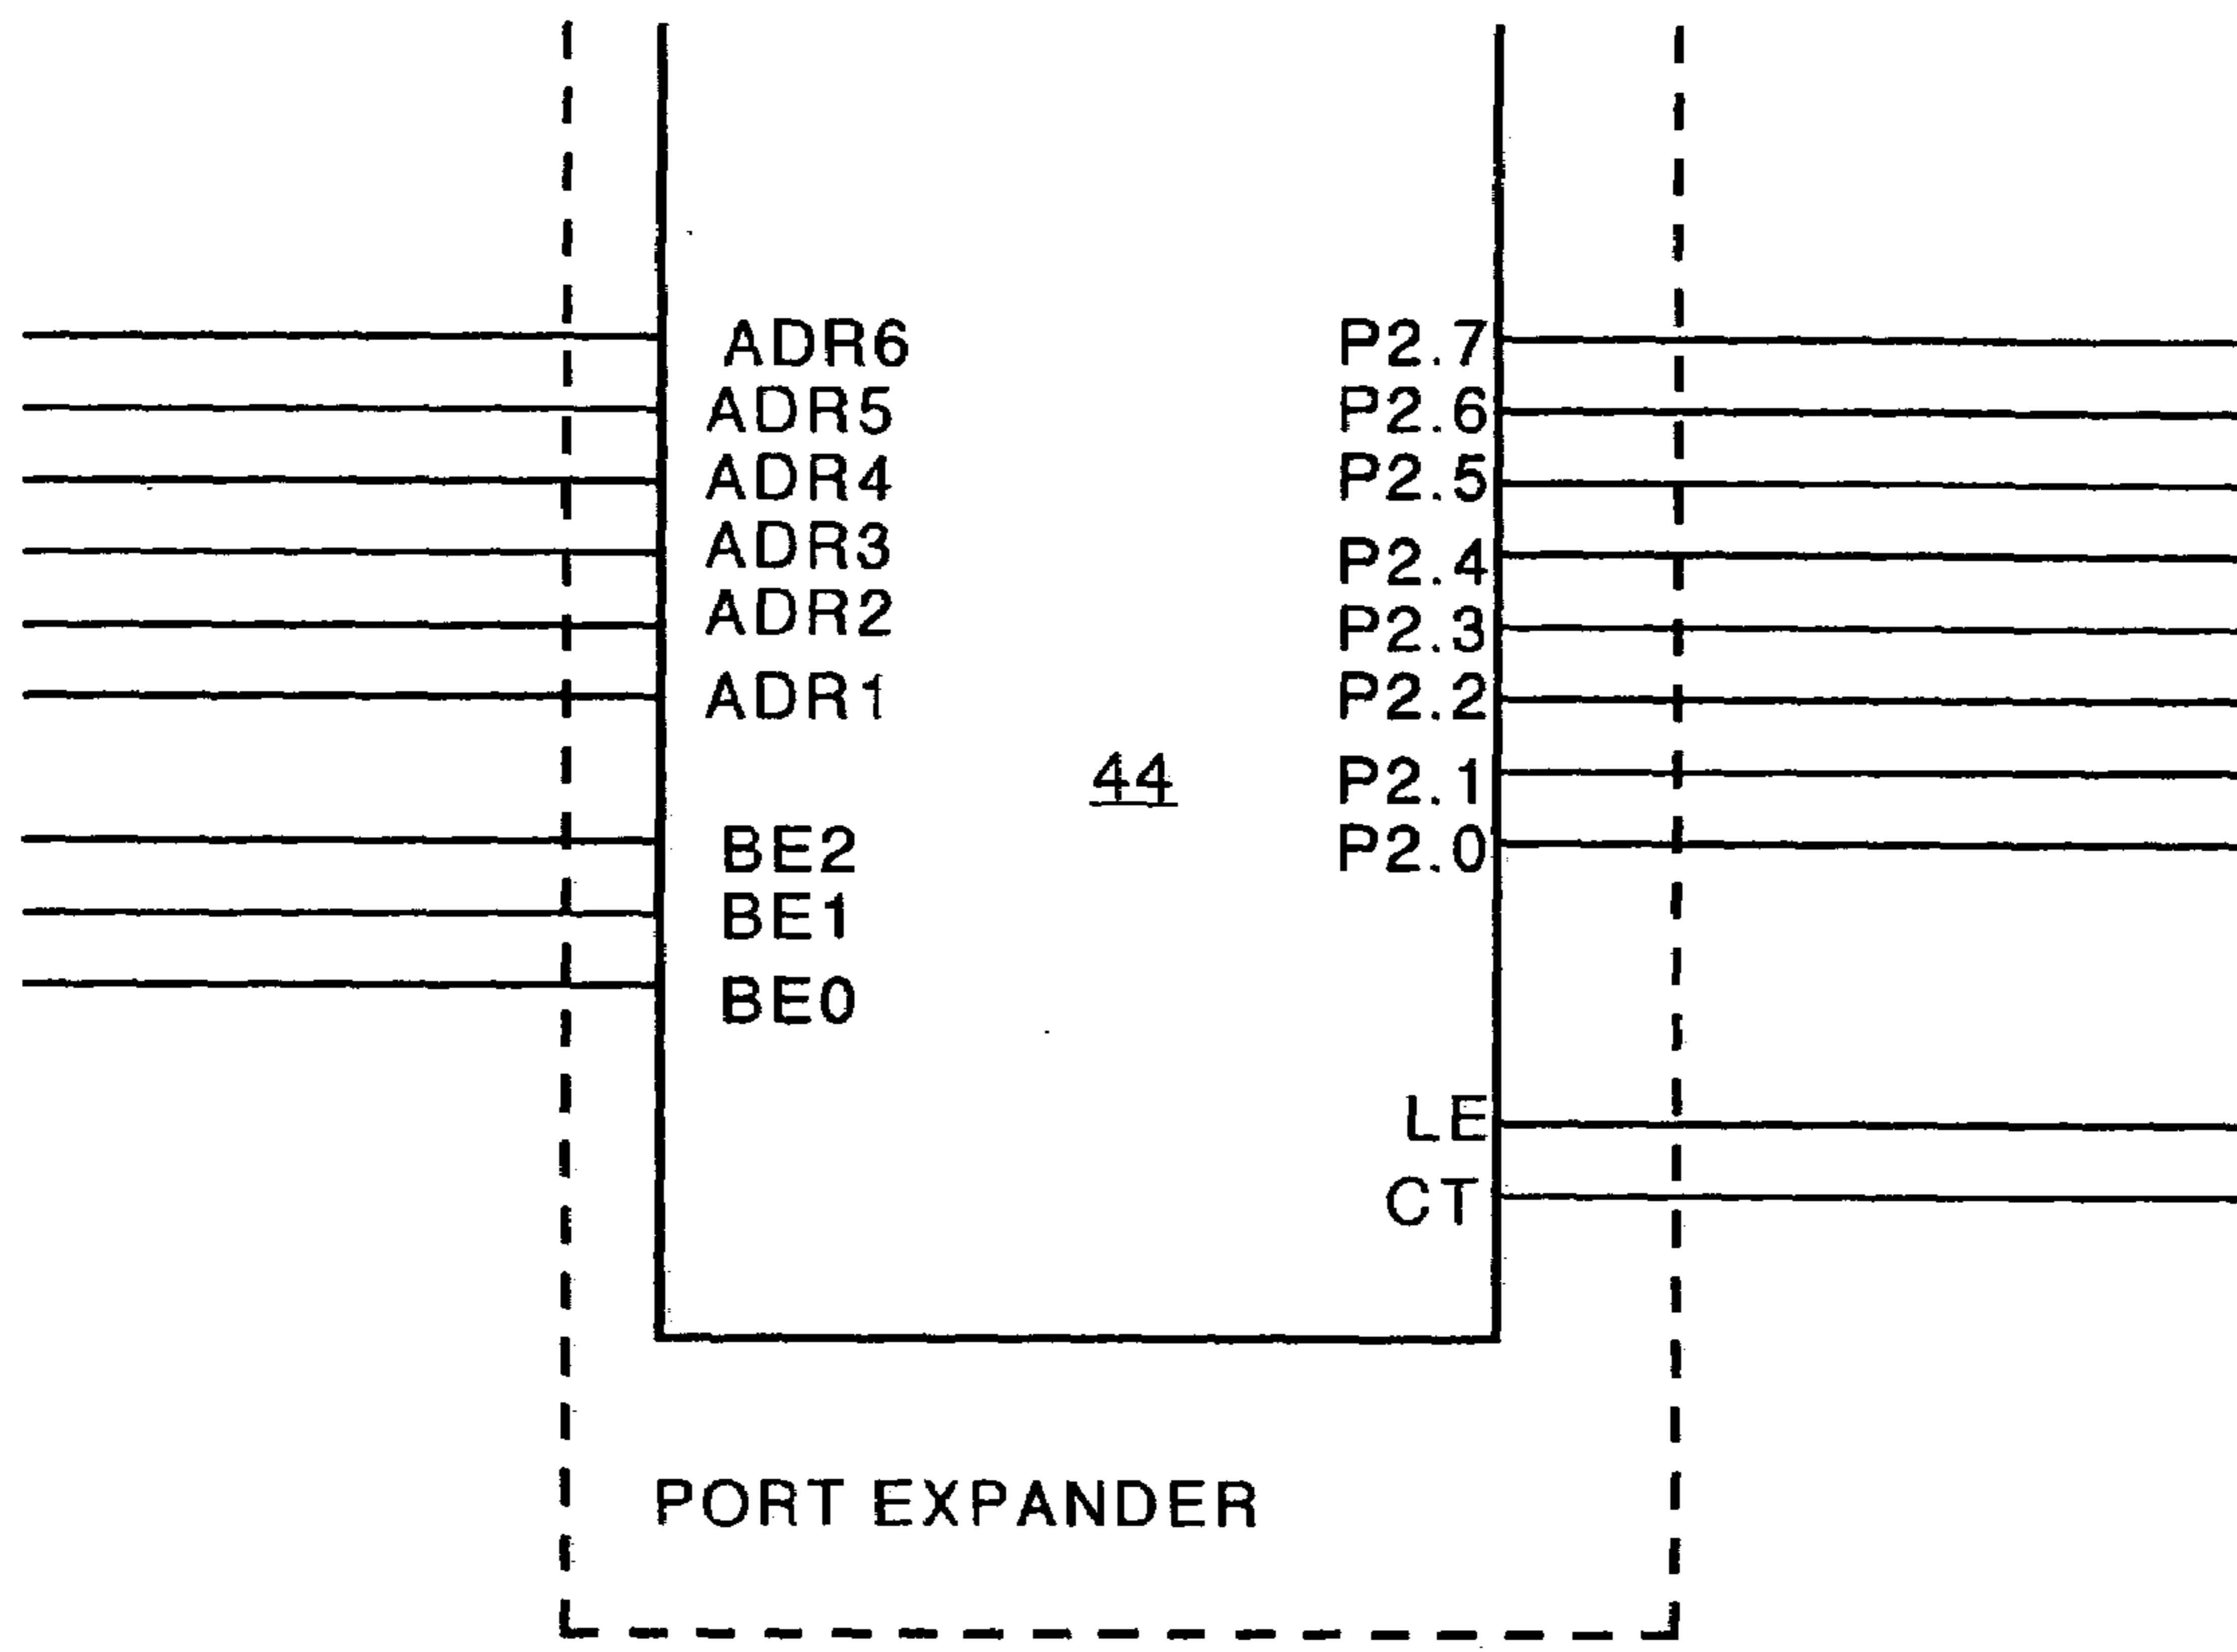 ADR6 P2.7
ADR5 P2.6
ADR4 P2.5
ADR3 P2.4
ADR2 P2.3
ADR1 P2.2
44 P2.1
BE2 P2.0
BE1
BE0
LE
CT
PORT EXPANDER